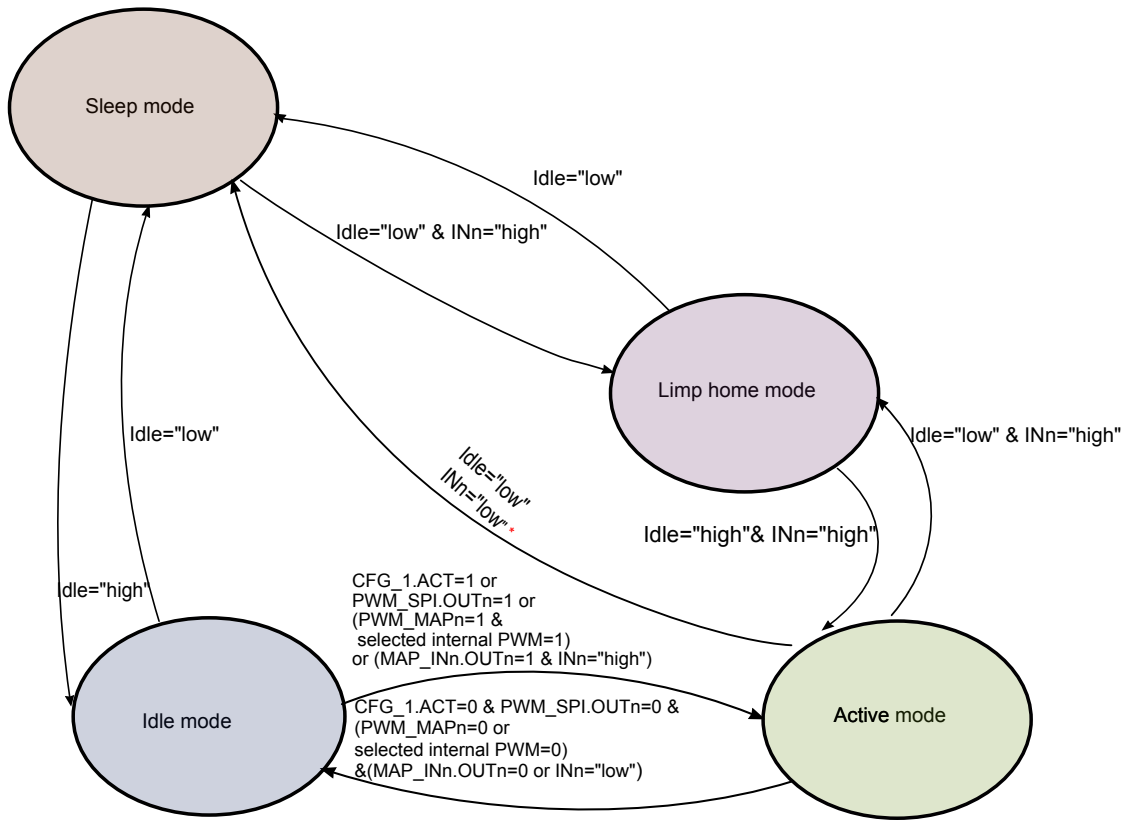 Sleep mode
Idle="low"
Idle="low" & INn="high"
Limp home mode
Idle="low"
Idle="low" & INn="high"
Idle="low"
INn="low"*
Idle="high"& INn="high"
Idle="high"
CFG_1.ACT=1 or
PWM_SPI.OUTn=1 or
(PWM_MAPn=1 &
selected internal PWM=1)
or (MAP_INn.OUTn=1 & INn="high")
CFG_1.ACT=0 & PWM_SPI.OUTn=0 &
(PWM_MAPn=0 or
selected internal PWM=0)
&(MAP_INn.OUTn=0 or INn="low")
Idle mode
Active mode